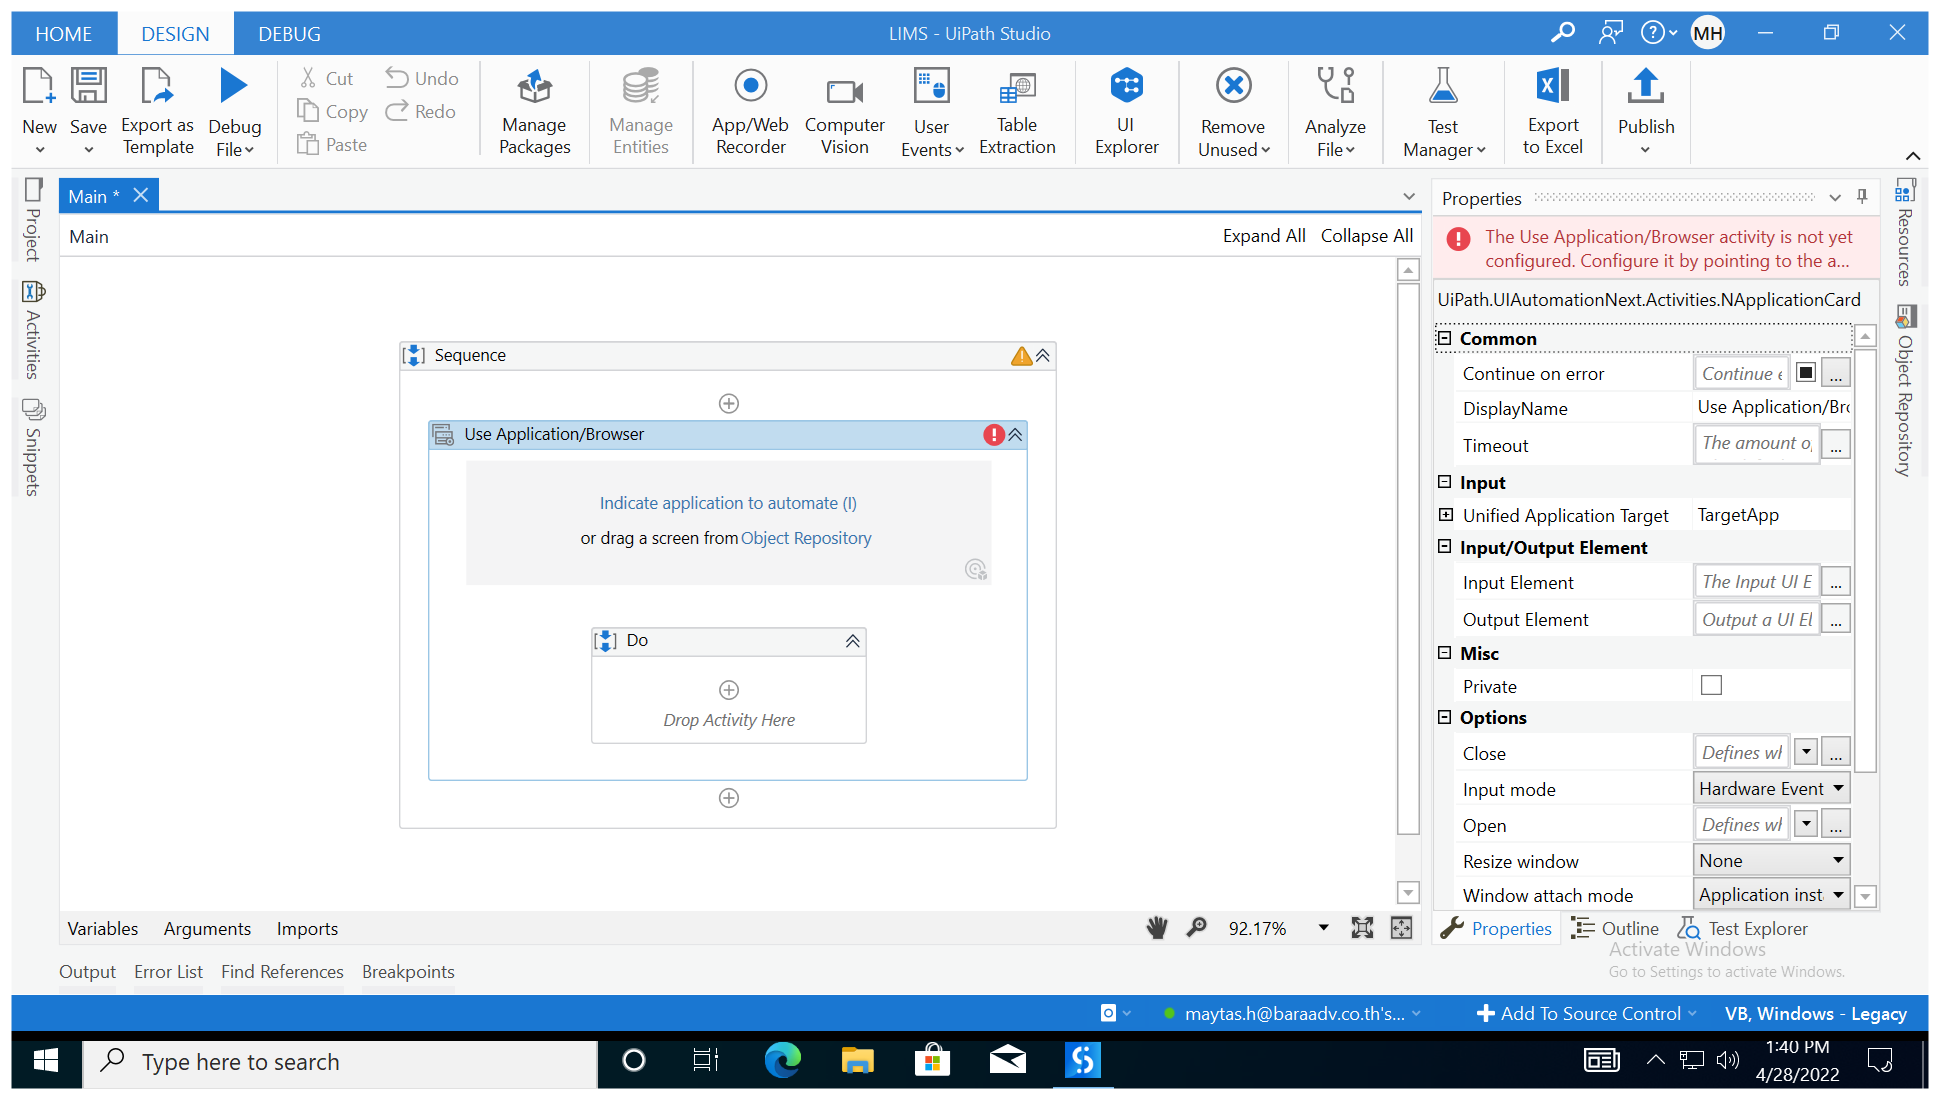 HOME DESIGN DEBUG LIMS - UiPath Studio MH
New Save Export as Template Debug File
Cut Copy Paste Undo Redo
Manage Packages
Manage Entities
App/Web Recorder
Computer Vision
User Events
Table Extraction
UI Explorer
Remove Unused
Analyze File
Test Manager
Export to Excel
Publish
Project
Activities
Snippets
Main *
Main
Expand All Collapse All
Sequence
Use Application/Browser
Indicate application to automate (I)
or drag a screen from Object Repository
Do
Drop Activity Here
Variables Arguments Imports
92.17%
Output Error List Find References Breakpoints
Properties
The Use Application/Browser activity is not yet
configured. Configure it by pointing to the a...
UiPath.UIAutomationNext.Activities.NApplicationCard
Common
Continue on error Continue e ...
DisplayName Use Application/Bro
Timeout The amount o, ...
Input
Unified Application Target TargetApp
Input/Output Element
Input Element The Input UI E ...
Output Element Output a UI El ...
Misc
Private
Options
Close Defines wl ...
Input mode Hardware Event
Open Defines wl ...
Resize window None
Window attach mode Application inst
Properties Outline Test Explorer
Activate Windows
Go to Settings to activate Windows.
Resources
Object Repository
maytas.h@baraadv.co.th's...
Add To Source Control
VB, Windows - Legacy
Type here to search
1:40 PM
4/28/2022